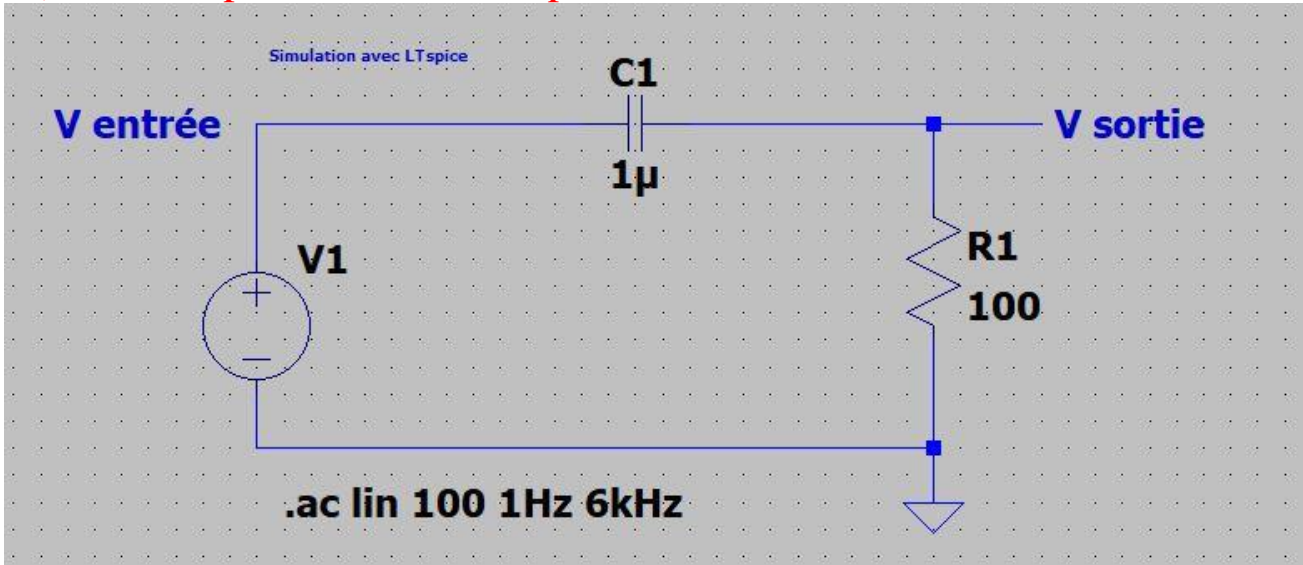 Simulation avec LTspice
C1
V entrée
V sortie
1µ
V1
R1
100
.ac lin 100 1Hz 6kHz